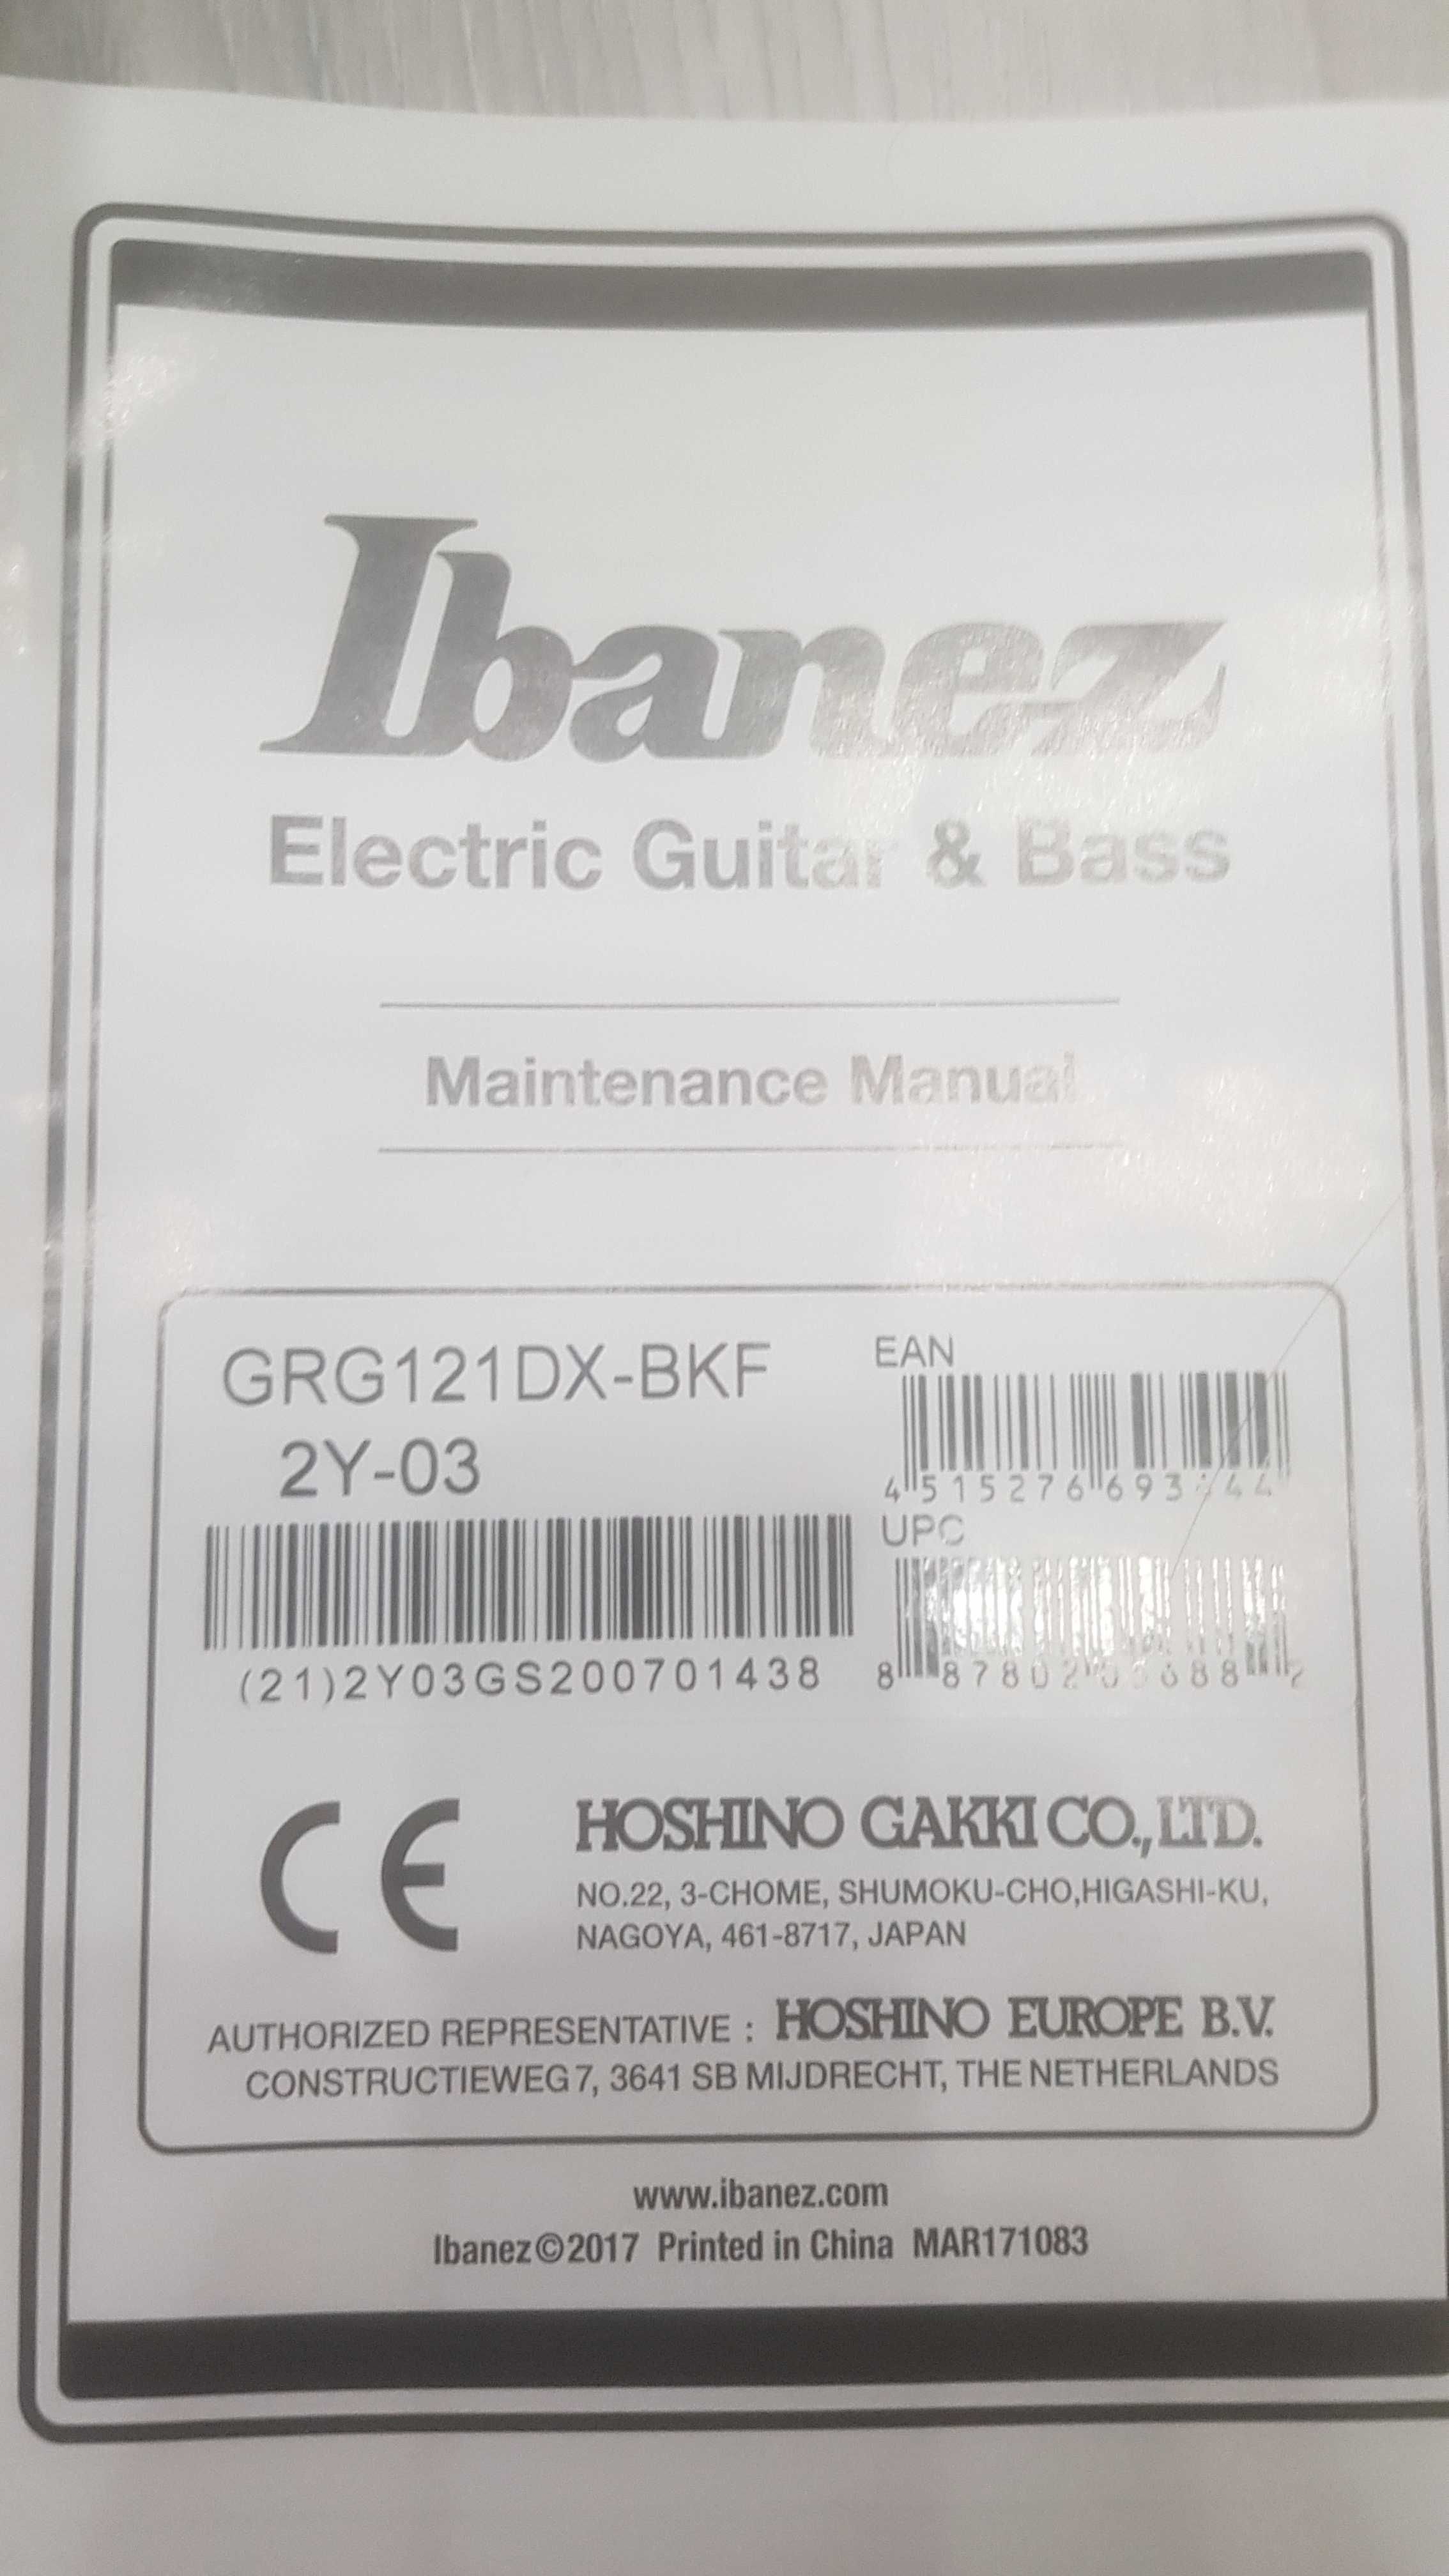 Ibanez
Electric Guitar & Bass
Maintenance Manual
GRG121DX-BKF
2Y-03
(21)2Y03GS200701438
EAN
UPC
CE
HOSHINO GAKKI CO., LTD.
NO.22, 3-CHOME, SHUMOKU-CHO,HIGASHI-KU,
NAGOYA, 461-8717, JAPAN
AUTHORIZED REPRESENTATIVE : HOSHINO EUROPE B.V.
CONSTRUCTIEWEG 7, 3641 SB MIJDRECHT, THE NETHERLANDS
www.ibanez.com
Ibanez©2017 Printed in China MAR171083